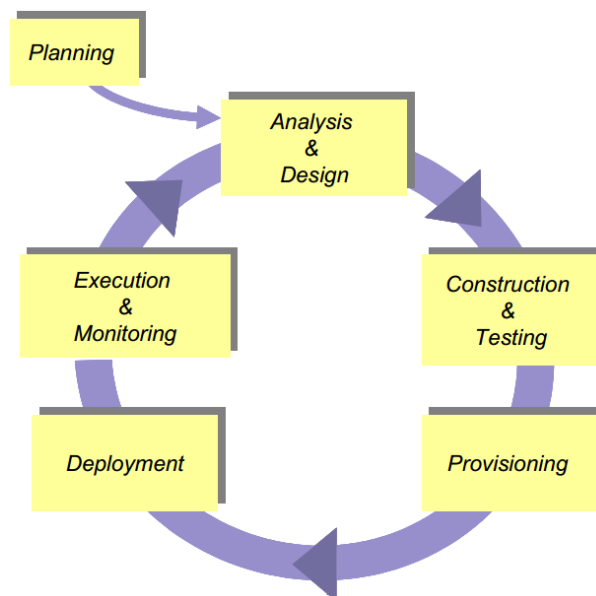 Planning
Analysis
&
Design
Construction
&
Testing
Provisioning
Deployment
Execution
&
Monitoring